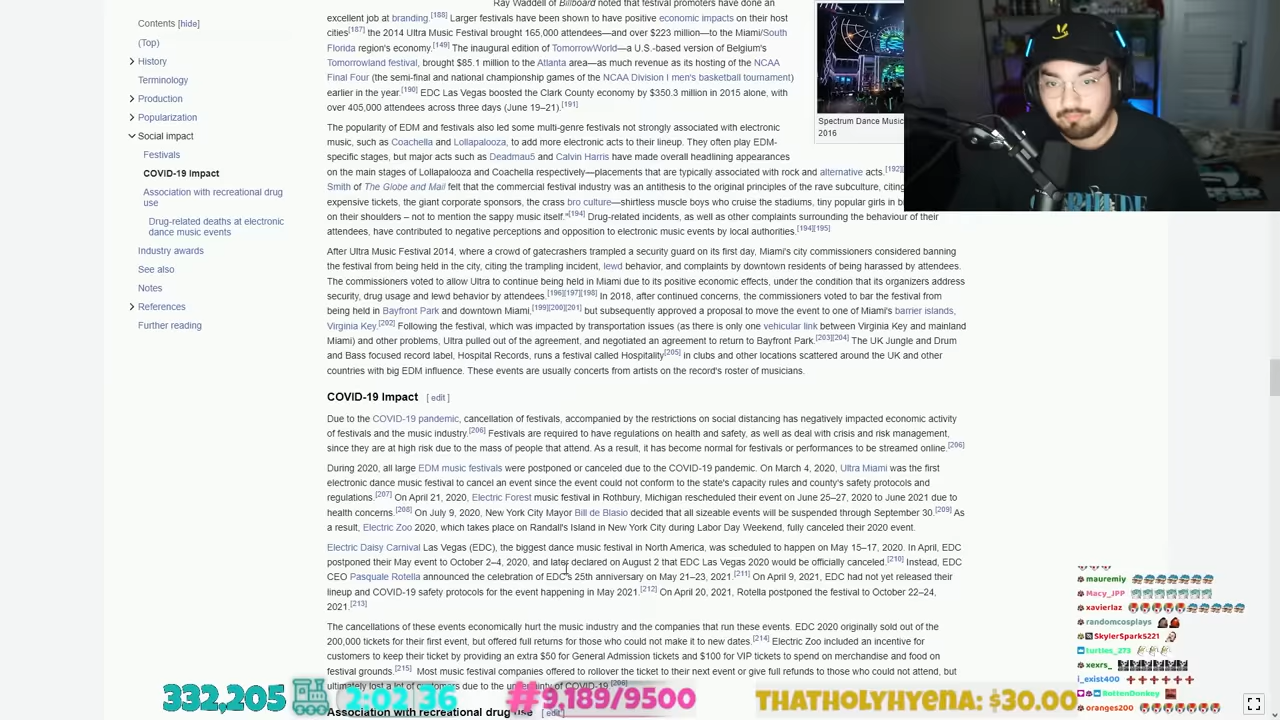 Contents [hide]
(Top)
History
Terminology
Production
Popularization
Social impact
Festivals
COVID-19 Impact
Association with recreational drug
use
Drug-related deaths at electronic
dance music events
Industry awards
See also
Notes
References
Further reading
Ray Waddell of Billboard noted that festival promoters have done an
excellent job at branding.[188] Larger festivals have been shown to have positive economic impacts on their host
cities[187] the 2014 Ultra Music Festival brought 165,000 attendees—and over $223 million—to the Miami/South
Florida region's economy.[149] The inaugural edition of TomorrowWorld—a U.S.-based version of Belgium's
Tomorrowland festival, brought $85.1 million to the Atlanta area—as much revenue as its hosting of the NCAA
Final Four (the semi-final and national championship games of the NCAA Division I men's basketball tournament)
earlier in the year.[190] EDC Las Vegas boosted the Clark County economy by $350.3 million in 2015 alone, with
over 405,000 attendees across three days (June 19–21).[191]
Spectrum Dance Music
2016
The popularity of EDM and festivals also led some multi-genre festivals not strongly associated with electronic
music, such as Coachella and Lollapalooza, to add more electronic acts to their lineup. They often play EDM-
specific stages, but major acts such as Deadmau5 and Calvin Harris have made overall headlining appearances
on the main stages of Lollapalooza and Coachella respectively—placements that are typically associated with rock and alternative acts.[192]
Smith of The Globe and Mail felt that the commercial festival industry was an antithesis to the original principles of the rave subculture, citing
expensive tickets, the giant corporate sponsors, the crass bro culture—shirtless muscle boys who cruise the stadiums, tiny popular girls in
on their shoulders – not to mention the sappy music itself."[194] Drug-related incidents, as well as other complaints surrounding the behaviour of their
attendees, have contributed to negative perceptions and opposition to electronic music events by local authorities.[194][195]
After Ultra Music Festival 2014, where a crowd of gatecrashers trampled a security guard on its first day, Miami's city commissioners considered banning
the festival from being held in the city, citing the trampling incident, lewd behavior, and complaints by downtown residents of being harassed by attendees.
The commissioners voted to allow Ultra to continue being held in Miami due to its positive economic effects, under the condition that its organizers address
security, drug usage and lewd behavior by attendees.[196][197][198] In 2018, after continued concerns, the commissioners voted to bar the festival from
being held in Bayfront Park and downtown Miami,[199][200][201] but subsequently approved a proposal to move the event to one of Miami's barrier islands,
Virginia Key.[202] Following the festival, which was impacted by transportation issues (as there is only one vehicular link between Virginia Key and mainland
Miami) and other problems, Ultra pulled out of the agreement, and negotiated an agreement to return to Bayfront Park.[203][204] The UK Jungle and Drum
and Bass focused record label, Hospital Records, runs a festival called Hospitality[205] in clubs and other locations scattered around the UK and other
countries with big EDM influence. These events are usually concerts from artists on the record's roster of musicians.
COVID-19 Impact [ edit ]
Due to the COVID-19 pandemic, cancellation of festivals, accompanied by the restrictions on social distancing has negatively impacted economic activity
of festivals and the music industry.[206] Festivals are required to have regulations on health and safety, as well as deal with crisis and risk management,
since they are at high risk due to the mass of people that attend. As a result, it has become normal for festivals or performances to be streamed online.[206]
During 2020, all large EDM music festivals were postponed or canceled due to the COVID-19 pandemic. On March 4, 2020, Ultra Miami was the first
electronic dance music festival to cancel an event since the event could not conform to the state's capacity rules and county's safety protocols and
regulations.[207] On April 21, 2020, Electric Forest music festival in Rothbury, Michigan rescheduled their event on June 25–27, 2020 to June 2021 due to
health concerns.[208] On July 9, 2020, New York City Mayor Bill de Blasio decided that all sizeable events will be suspended through September 30.[209] As
a result, Electric Zoo 2020, which takes place on Randall's Island in New York City during Labor Day Weekend, fully canceled their 2020 event.
Electric Daisy Carnival Las Vegas (EDC), the biggest dance music festival in North America, was scheduled to happen on May 15–17, 2020. In April, EDC
postponed their May event to October 2–4, 2020, and later declared on August 2 that EDC Las Vegas 2020 would be officially canceled.[210] Instead, EDC
CEO Pasquale Rotella announced the celebration of EDC's 25th anniversary on May 21–23, 2021.[211] On April 9, 2021, EDC had not yet released their
lineup and COVID-19 safety protocols for the event happening in May 2021.[212] On April 20, 2021, Rotella postponed the festival to October 22–24,
2021.[213]
The cancellations of these events economically hurt the music industry and the companies that run these events. EDC 2020 originally sold out of the
200,000 tickets for their first event, but offered full returns for those who could not make it to new dates.[214] Electric Zoo included an incentive for
customers to keep their ticket by providing an extra $50 for General Admission tickets and $100 for VIP tickets to spend on merchandise and food on
festival grounds.[215] Most music festival companies offered to rollover the ticket to their next event or give full refunds to those who could not attend, but
ultimately lost a lot of customers due to the uncertainty of COVID-19.[206]
Association with recreational drug use [ edit ]
mauremiy
Macy_JPP
xavierlaz
randomcosplays
SkylerSparks221
turtles_273
xexrs_
i_exist400
RottenDonkey
oranges200
332,205
2:02:36
#3,189/9500
THATHOLYHYENA: $30.00